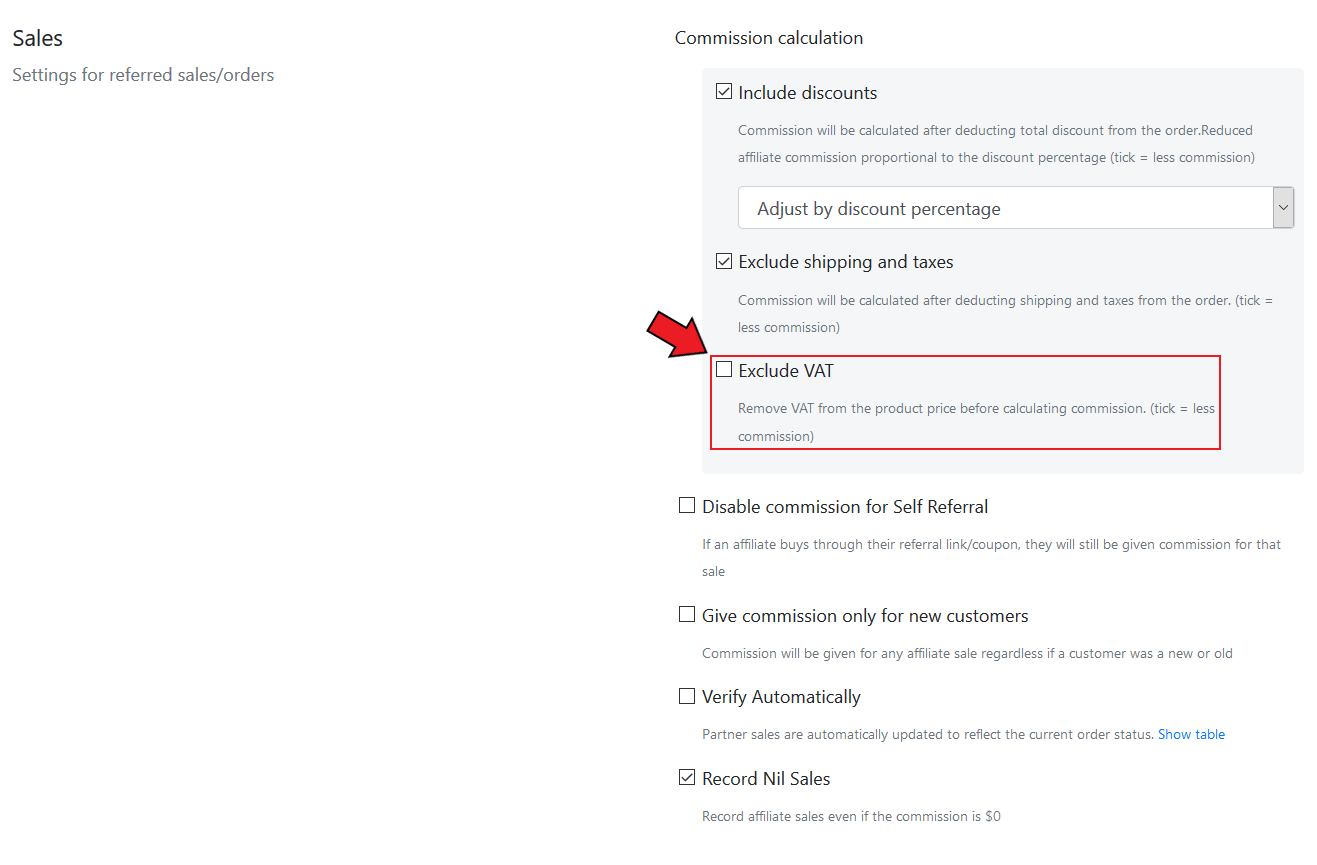 Sales
Settings for referred sales/orders
Commission calculation
Include discounts
Commission will be calculated after deducting total discount from the order.Reduced
affiliate commission proportional to the discount percentage (tick = less commission)
Adjust by discount percentage
Exclude shipping and taxes
Commission will be calculated after deducting shipping and taxes from the order. (tick =
less commission)
Exclude VAT
Remove VAT from the product price before calculating commission. (tick = less
commission)
Disable commission for Self Referral
If an affiliate buys through their referral link/coupon, they will still be given commission for that
sale
Give commission only for new customers
Commission will be given for any affiliate sale regardless if a customer was a new or old
Verify Automatically
Partner sales are automatically updated to reflect the current order status. Show table
Record Nil Sales
Record affiliate sales even if the commission is $0